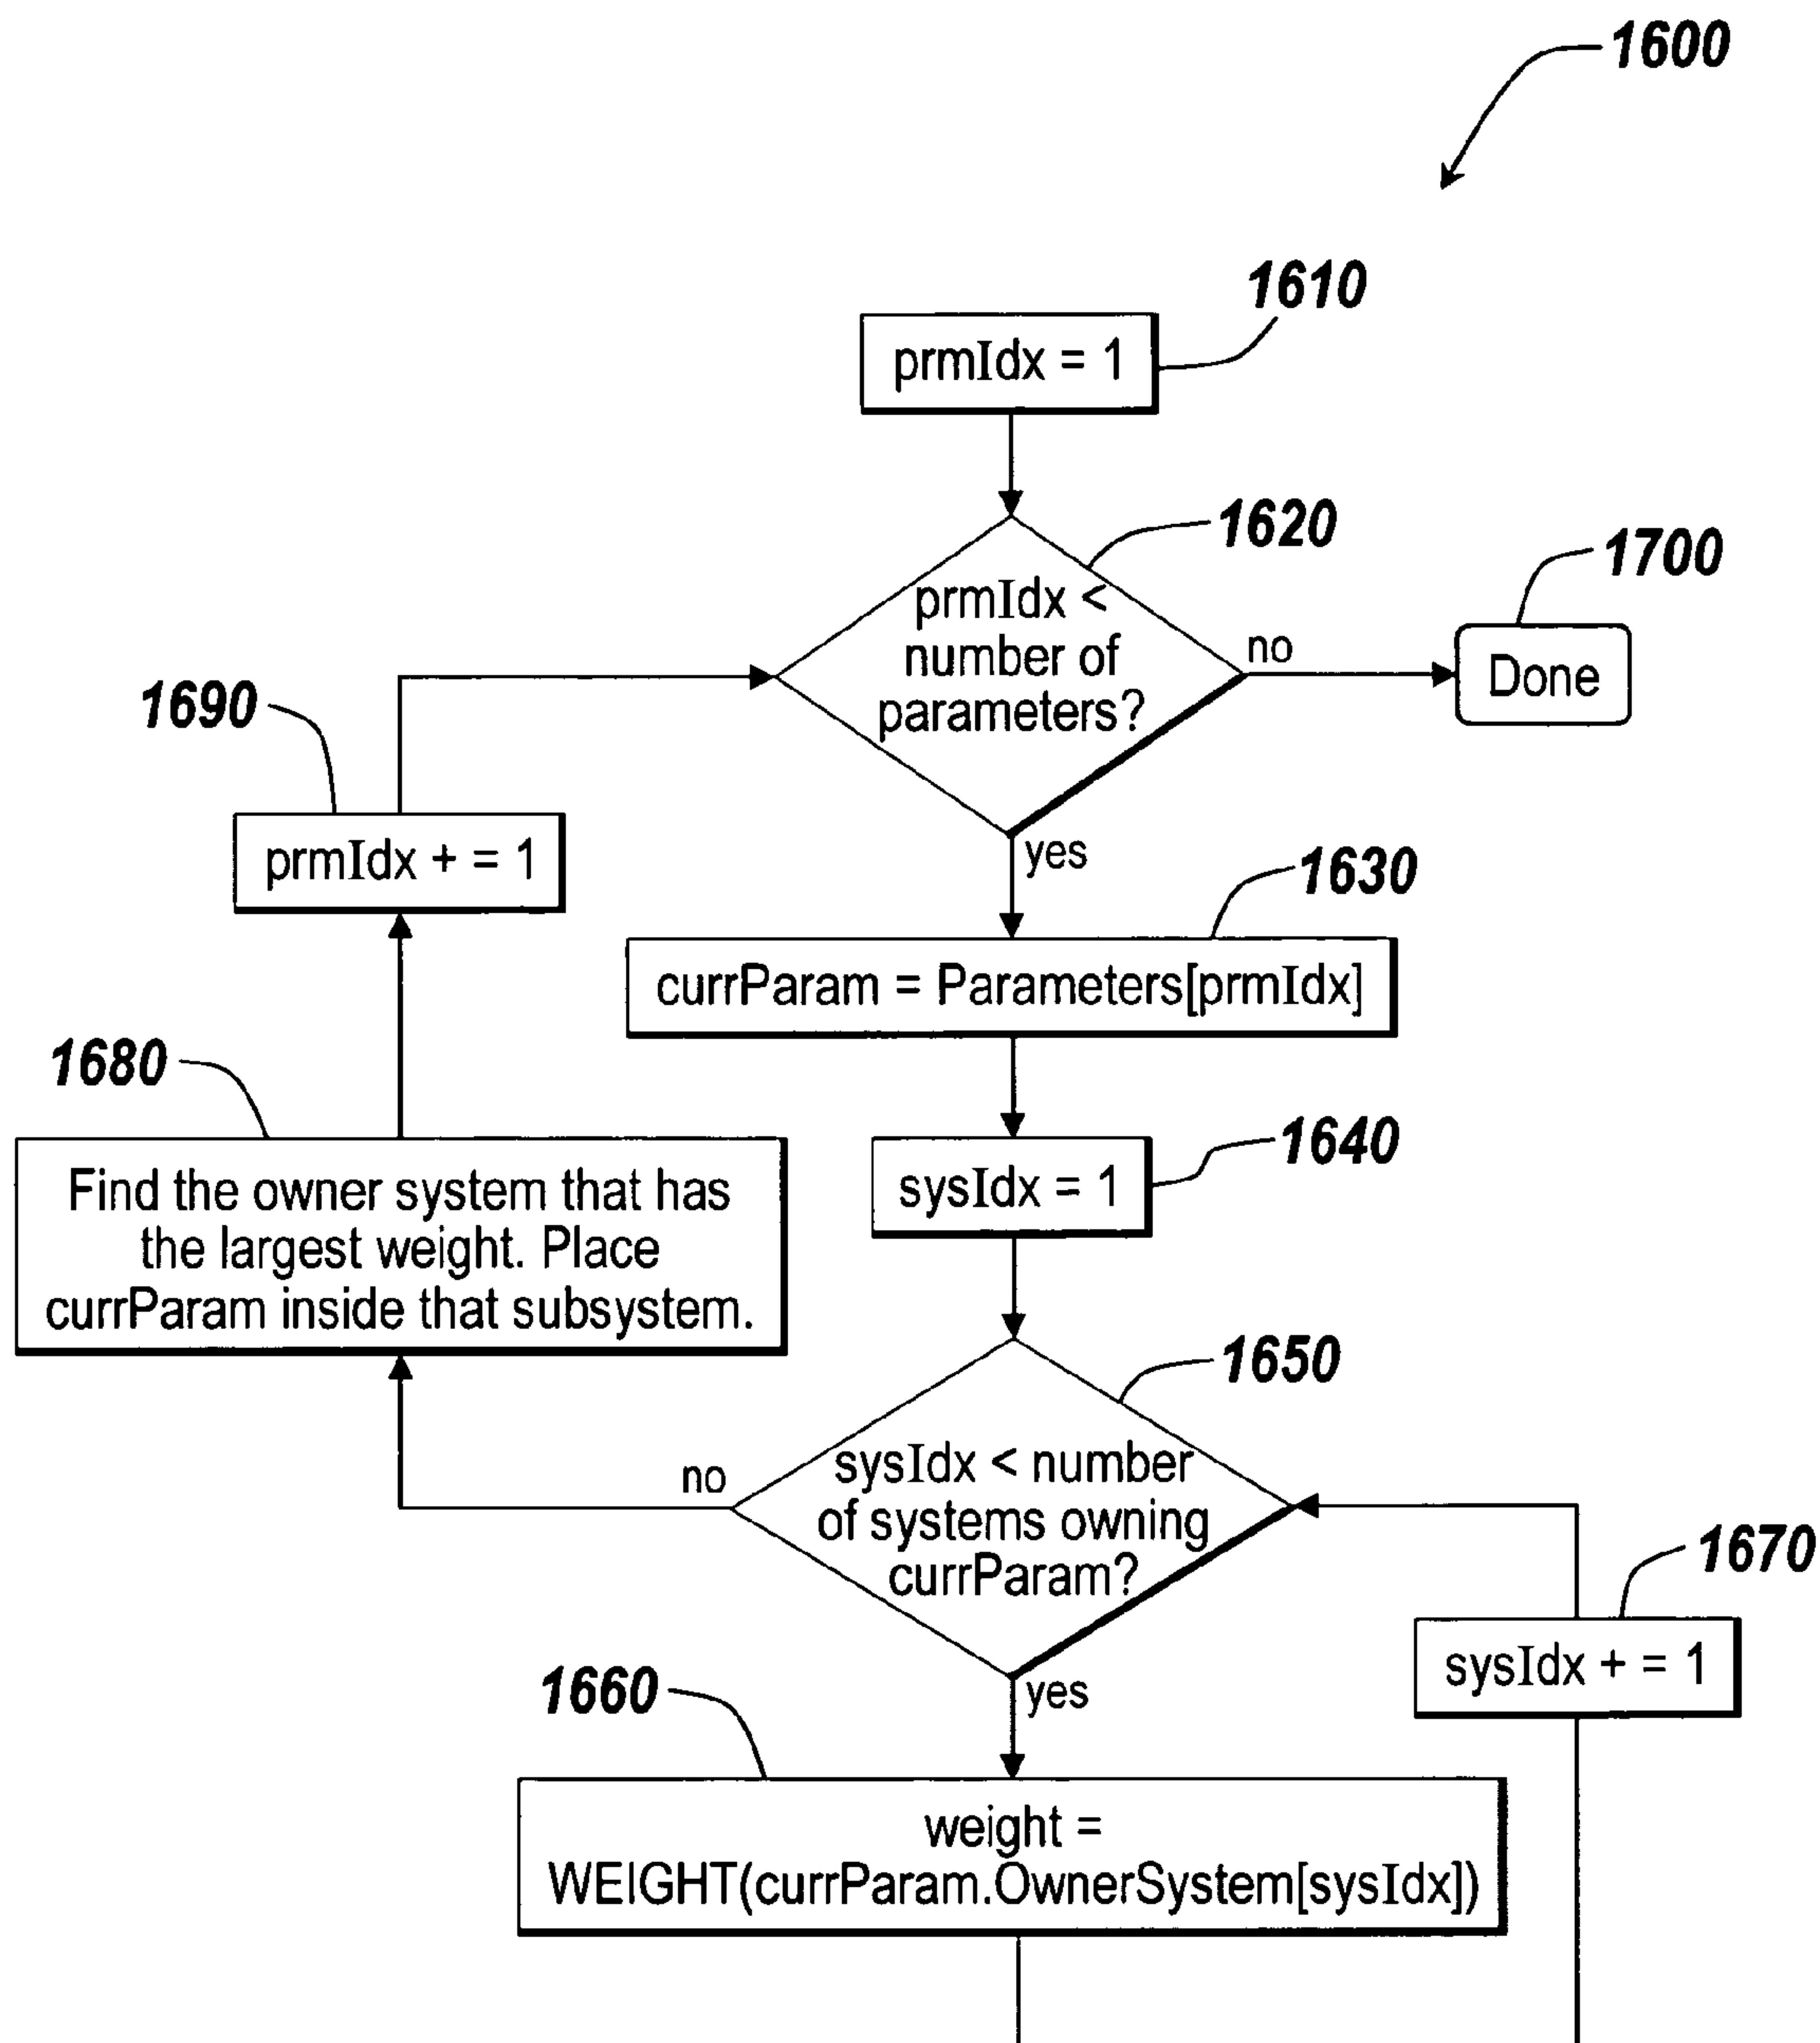 1600
1610
prmIdx = 1
1620
1700
prmIdx <
number of
parameters?
no
Done
1690
prmIdx + = 1
yes
1630
currParam = Parameters[prmIdx]
1680
1640
Find the owner system that has
the largest weight. Place
currParam inside that subsystem.
sysIdx = 1
1650
no
sysIdx < number
of systems owning
currParam?
1670
sysIdx + = 1
1660
yes
weight =
WEIGHT(currParam.OwnerSystem[sysIdx])